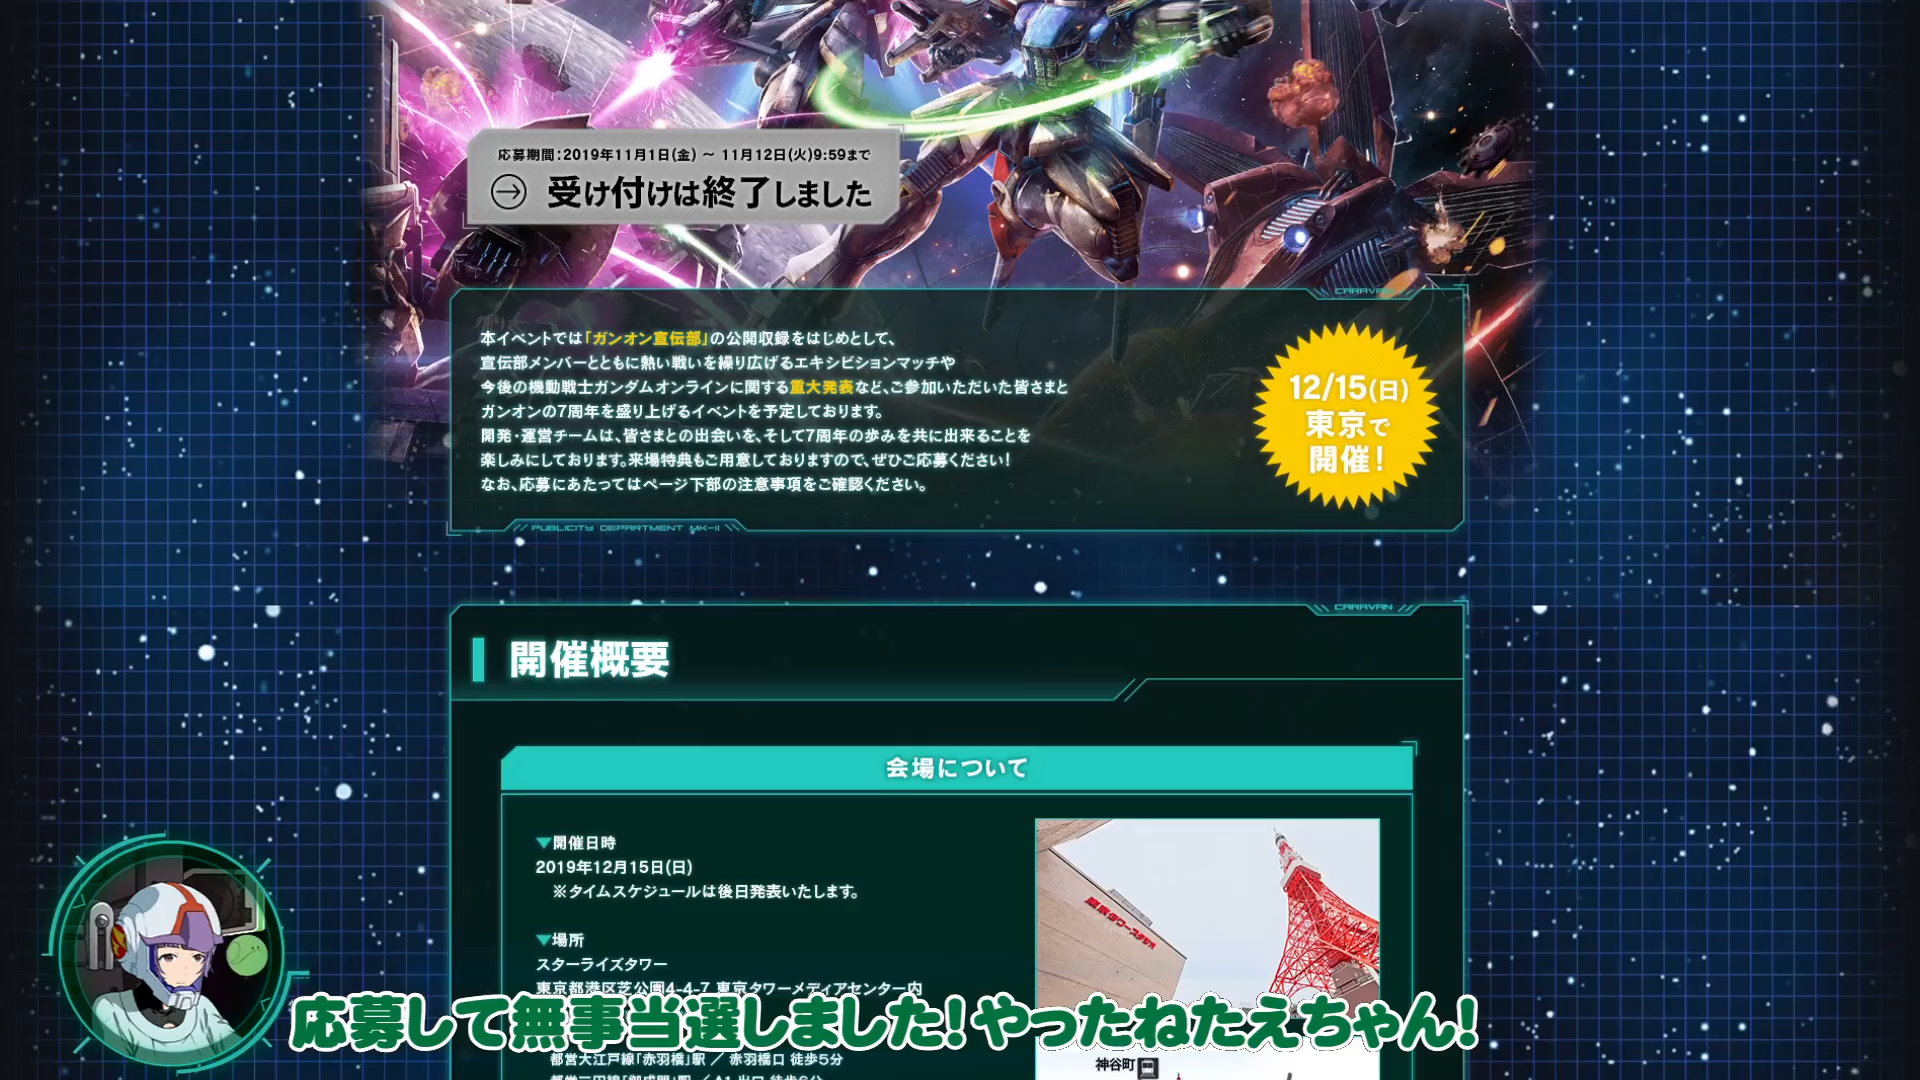 応募期間：2019年11月1日(金) ～ 11月12日(火)9:59まで
受け付けは終了しました
CARAVAN
本イベントでは「ガンオン宣伝部」の公開収録をはじめとして、
宣伝部メンバーとともに熱い戦いを繰り広げるエキシビションマッチや
今後の機動戦士ガンダムオンラインに関する重大発表など、ご参加いただいた皆さまと
ガンオンの7周年を盛り上げるイベントを予定しております。
開発・運営チームは、皆さまとの出会いを、そして7周年の歩みを共に出来ることを
楽しみにしております。来場特典もご用意しておりますので、ぜひご応募ください！
なお、応募にあたってはページ下部の注意事項をご確認ください。
12/15(日)
東京で
開催！
PUBLICITY DEPARTMENT MK-II
CARAVAN
開催概要
会場について
▼開催日時
2019年12月15日(日)
※タイムスケジュールは後日発表いたします。
▼場所
スターライズタワー
東京都港区芝公園4-4-7 東京タワーメディアセンター内
東京タワースタジオ
応募して無事当選しました！やったねたえちゃん！
都営大江戸線「赤羽橋」駅 ／ 赤羽橋口 徒歩5分
神谷町